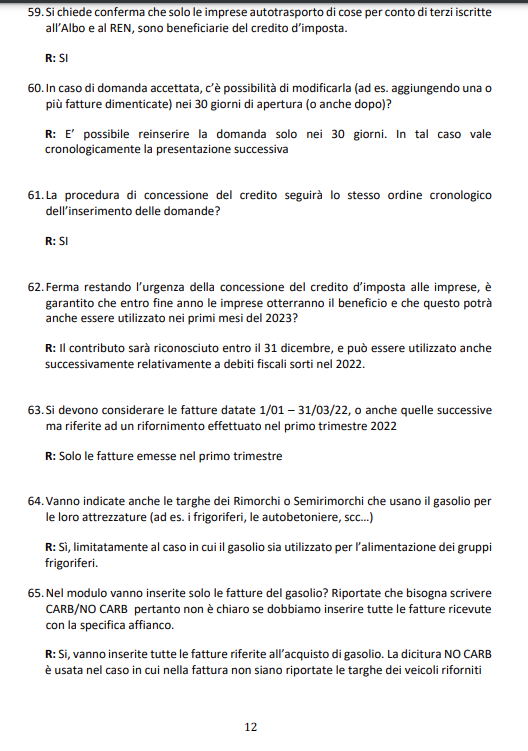 59. Si chiede conferma che solo le imprese autotrasporto di cose per conto di terzi iscritte
all’Albo e al REN, sono beneficiarie del credito d’imposta.
R: SI
60. In caso di domanda accettata, c’è possibilità di modificarla (ad es. aggiungendo una o
più fatture dimenticate) nei 30 giorni di apertura (o anche dopo)?
R: E’ possibile reinserire la domanda solo nei 30 giorni. In tal caso vale
cronologicamente la presentazione successiva
61. La procedura di concessione del credito seguirà lo stesso ordine cronologico
dell’inserimento delle domande?
R: SI
62. Ferma restando l’urgenza della concessione del credito d’imposta alle imprese, è
garantito che entro fine anno le imprese otterranno il beneficio e che questo potrà
anche essere utilizzato nei primi mesi del 2023?
R: Il contributo sarà riconosciuto entro il 31 dicembre, e può essere utilizzato anche
successivamente relativamente a debiti fiscali sorti nel 2022.
63. Si devono considerare le fatture datate 1/01 – 31/03/22, o anche quelle successive
ma riferite ad un rifornimento effettuato nel primo trimestre 2022
R: Solo le fatture emesse nel primo trimestre
64. Vanno indicate anche le targhe dei Rimorchi o Semirimorchi che usano il gasolio per
le loro attrezzature (ad es. i frigoriferi, le autobetoniere, scc...)
R: Sì, limitatamente al caso in cui il gasolio sia utilizzato per l’alimentazione dei gruppi
frigoriferi.
65. Nel modulo vanno inserite solo le fatture del gasolio? Riportate che bisogna scrivere
CARB/NO CARB pertanto non è chiaro se dobbiamo inserire tutte le fatture ricevute
con la specifica affianco.
R: Si, vanno inserite tutte le fatture riferite all’acquisto di gasolio. La dicitura NO CARB
è usata nel caso in cui nella fattura non siano riportate le targhe dei veicoli riforniti
12